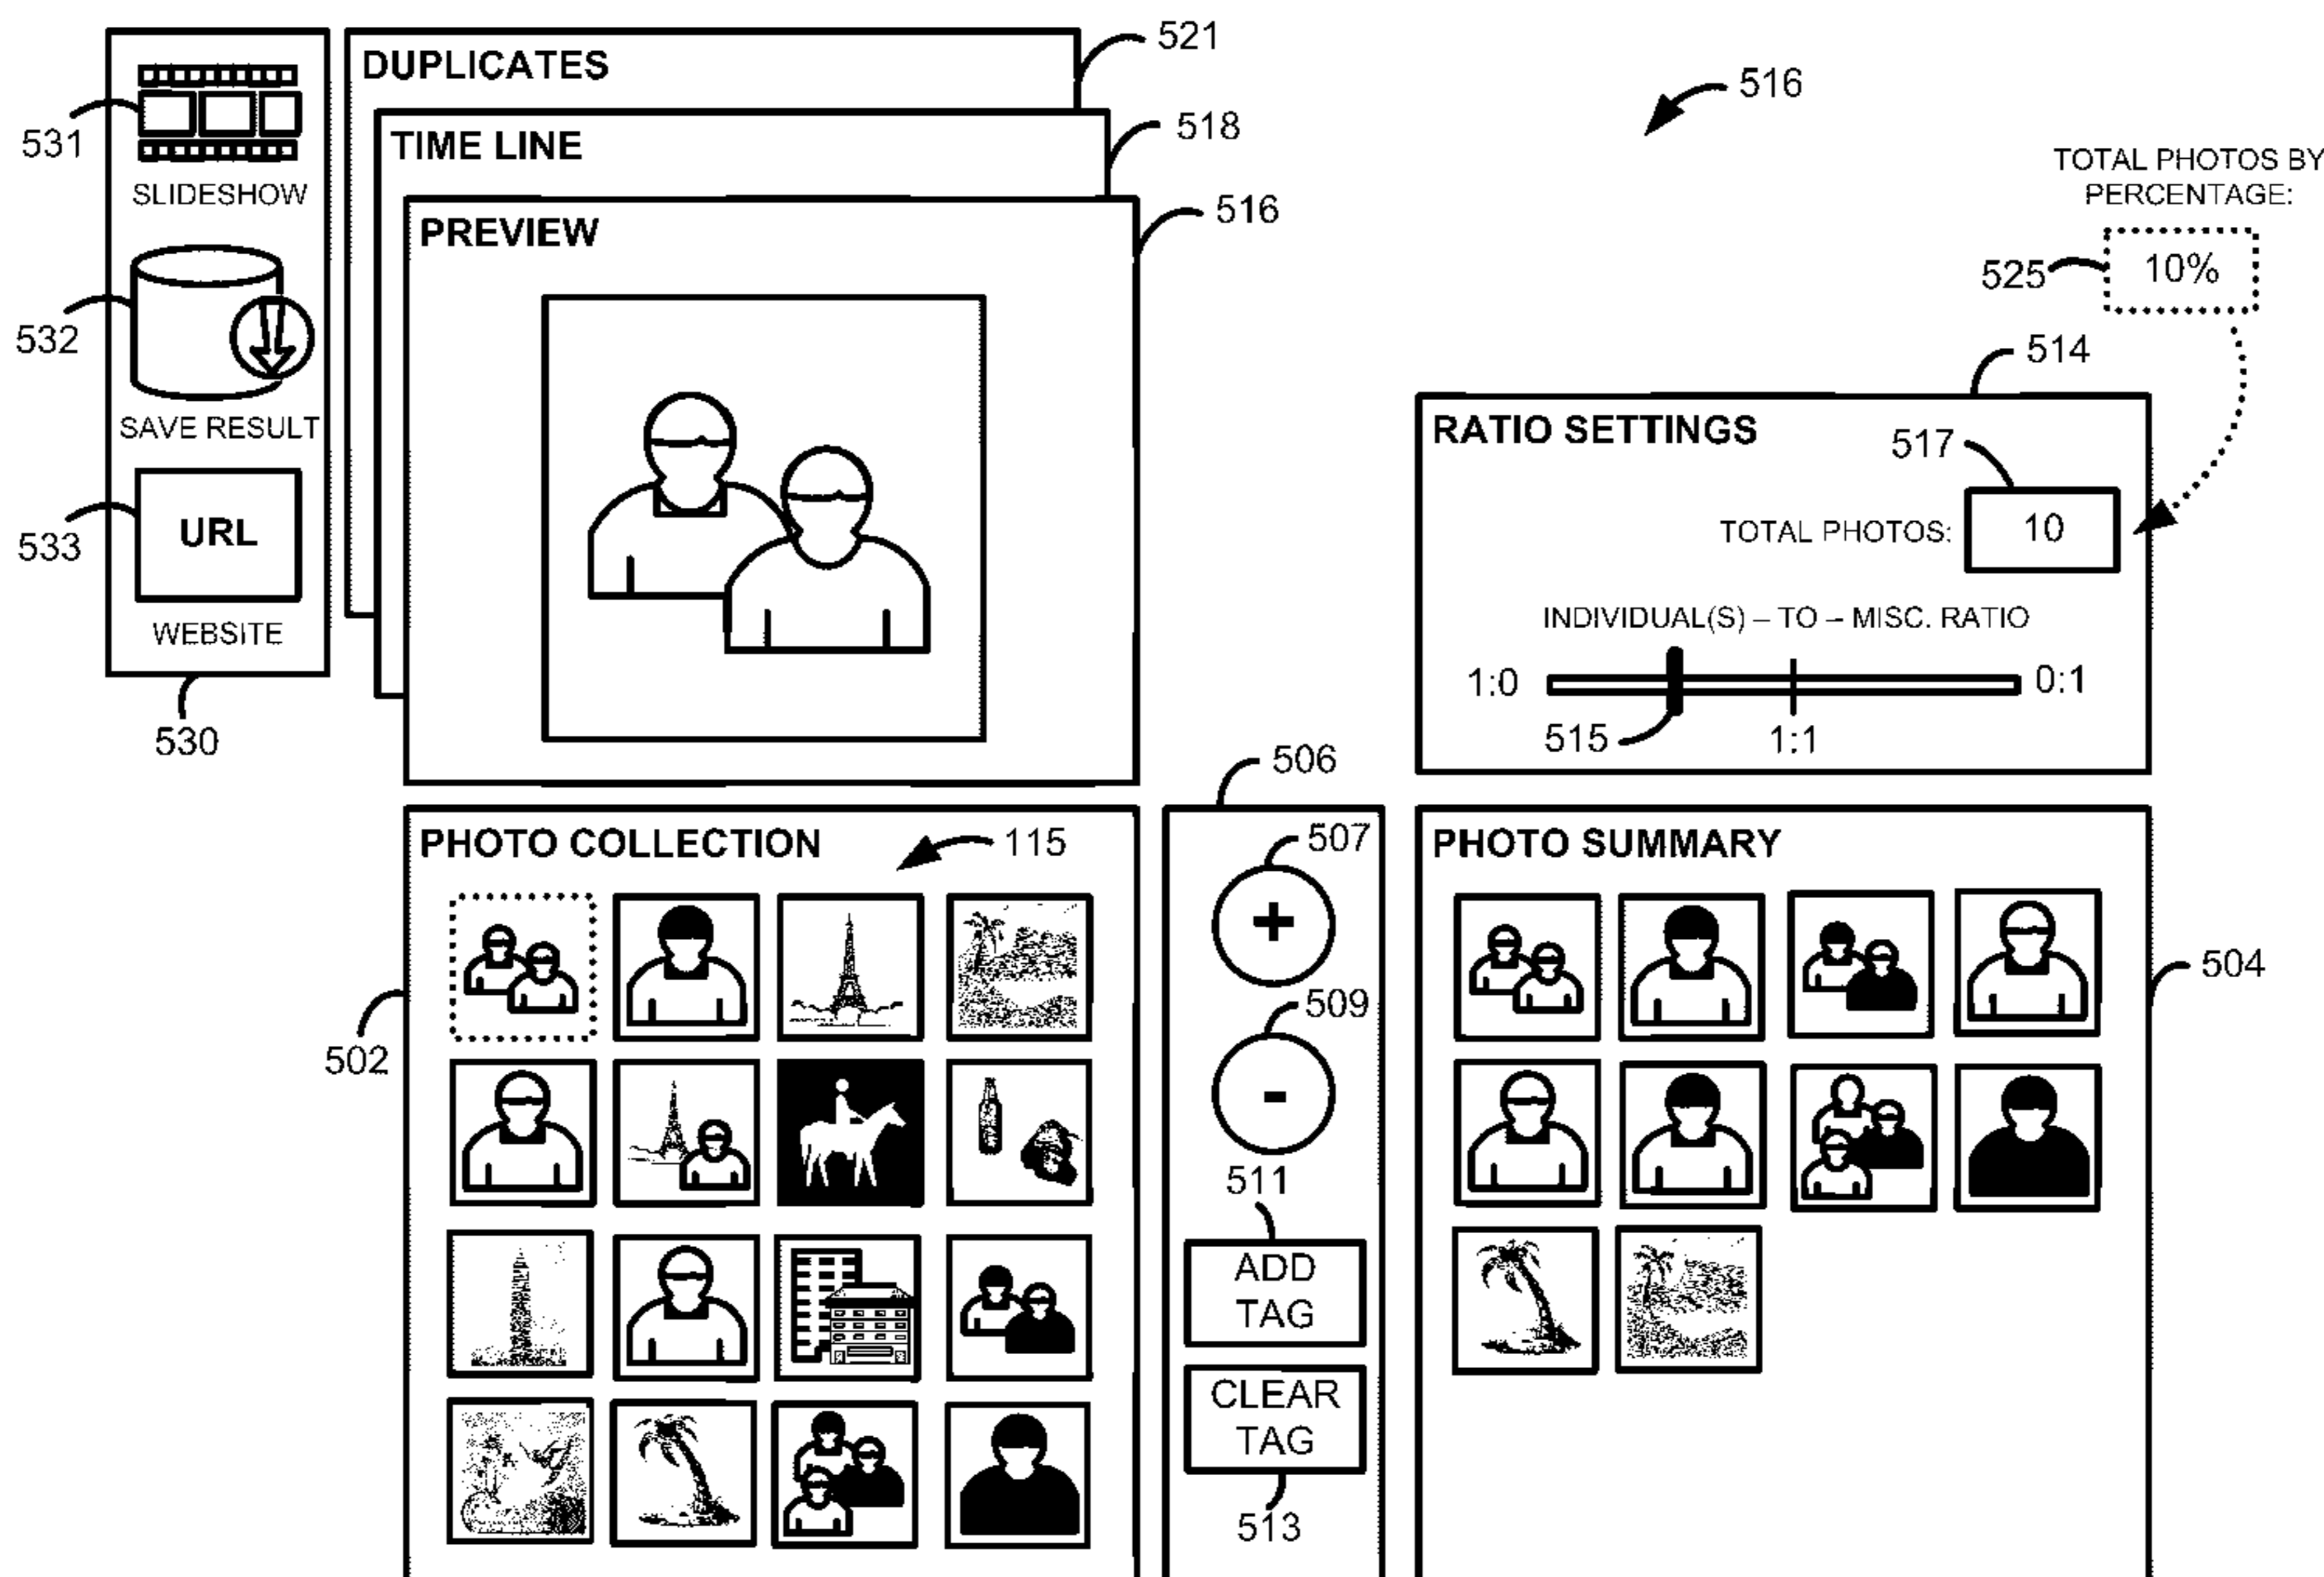 521
DUPLICATES
531
SLIDESHOW
518
TIME LINE
516
PREVIEW
532
SAVE RESULT
533
URL
WEBSITE
530
516
TOTAL PHOTOS BY
PERCENTAGE:
525
10%
514
RATIO SETTINGS
517
TOTAL PHOTOS:
10
INDIVIDUAL(S) – TO – MISC. RATIO
1:0
0:1
515
1:1
506
PHOTO COLLECTION
115
502
507
+
509
-
511
ADD
TAG
CLEAR
TAG
513
PHOTO SUMMARY
504